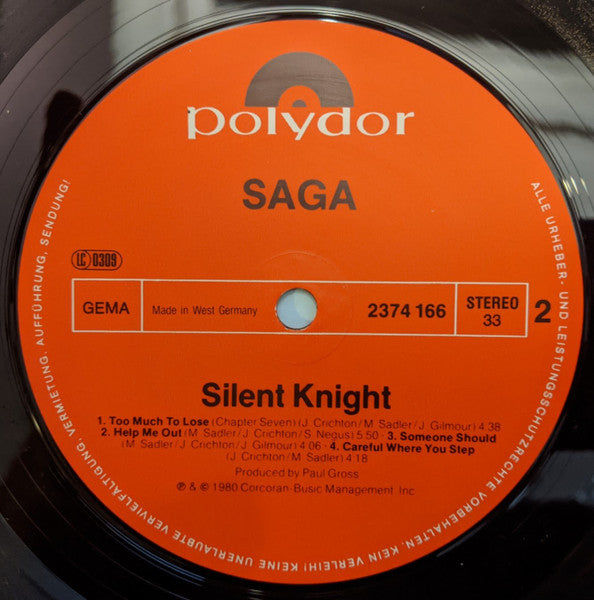 polydor
SAGA
LC 0309
GEMA
Made in West Germany
2374 166
STEREO
33
2
Silent Knight
1. Too Much To Lose (Chapter Seven) (J. Crichton/M. Sadler/J. Gilmour) 4:38
2. Help Me Out (M. Sadler/J. Crichton/S. Negus) 5:50 · 3. Someone Should
(M. Sadler/J. Crichton/J. Gilmour) 4:06 · 4. Careful Where You Step
(J. Crichton/M. Sadler) 4:18
Produced by Paul Gross
℗ & © 1980 Corcoran-Busic Management, Inc.
ALLE URHEBER- UND LEISTUNGSSCHUTZRECHTE VORBEHALTEN. KEIN VERLEIH! KEINE UNERLAUBTE VERVIELFÄLTIGUNG, VERMIETUNG, AUFFÜHRUNG, SENDUNG!